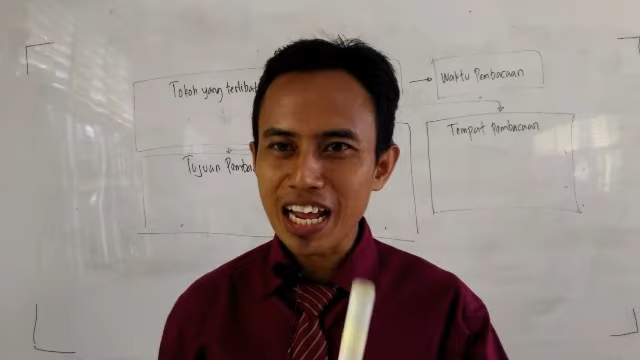 Tokoh yang terlibat
Waktu Pembacaan
Tempat Pembacaan
Tujuan